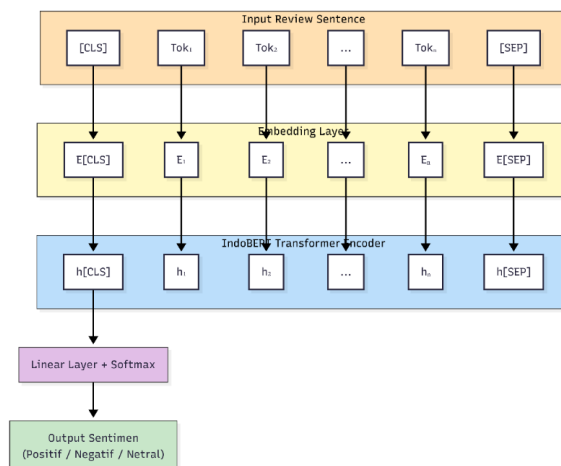 Input Review Sentence
[CLS] Tok₁ Tok₂ ... Tokₙ [SEP]
Embedding Layer
E[CLS] E₁ E₂ ... Eₙ E[SEP]
IndoBERT Transformer Encoder
h[CLS] h₁ h₂ ... hₙ h[SEP]
Linear Layer + Softmax
Output Sentimen
(Positif / Negatif / Netral)